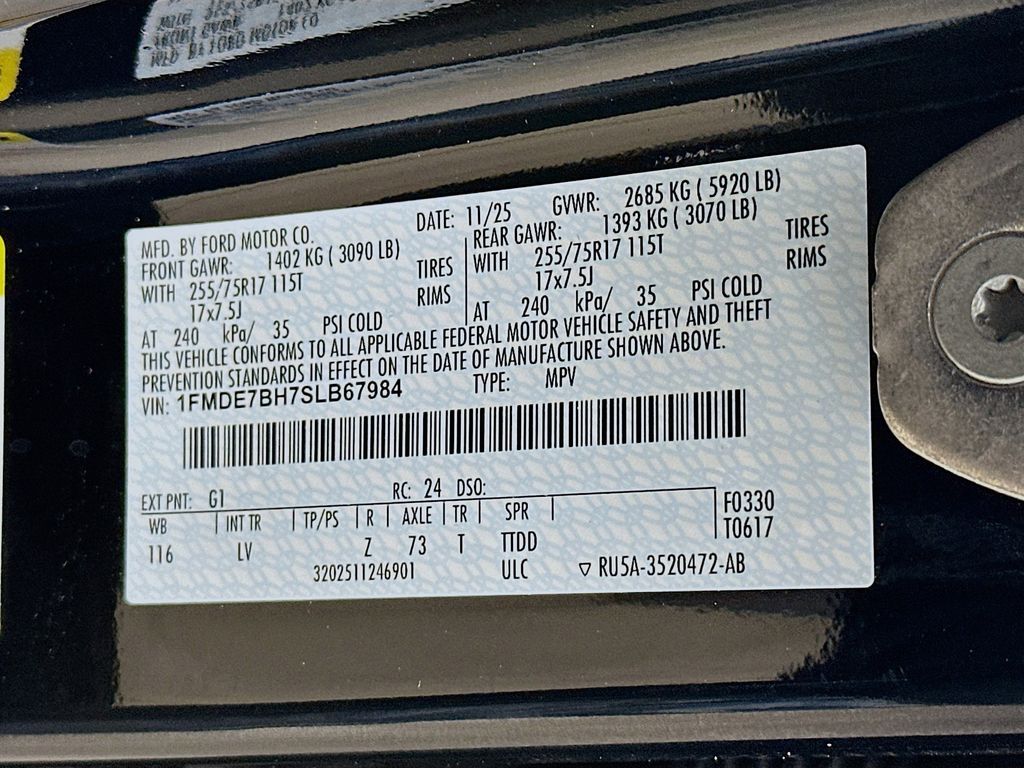 MFD. BY FORD MOTOR CO. DATE: 11/25 GVWR: 2685 KG ( 5920 LB)
FRONT GAWR: 1402 KG ( 3090 LB) REAR GAWR: 1393 KG ( 3070 LB)
WITH 255/75R17 115T TIRES WITH 255/75R17 115T TIRES
17x7.5J RIMS 17x7.5J RIMS
AT 240 kPa/ 35 PSI COLD AT 240 kPa/ 35 PSI COLD
THIS VEHICLE CONFORMS TO ALL APPLICABLE FEDERAL MOTOR VEHICLE SAFETY AND THEFT
PREVENTION STANDARDS IN EFFECT ON THE DATE OF MANUFACTURE SHOWN ABOVE.
VIN: 1FMDE7BH7SLB67984 TYPE: MPV
EXT PNT: G1 RC: 24 DSO:
WB INT TR TP/PS R AXLE TR SPR F0330
116 LV Z 73 T TTDD T0617
3202511246901 ULC RU5A-3520472-AB